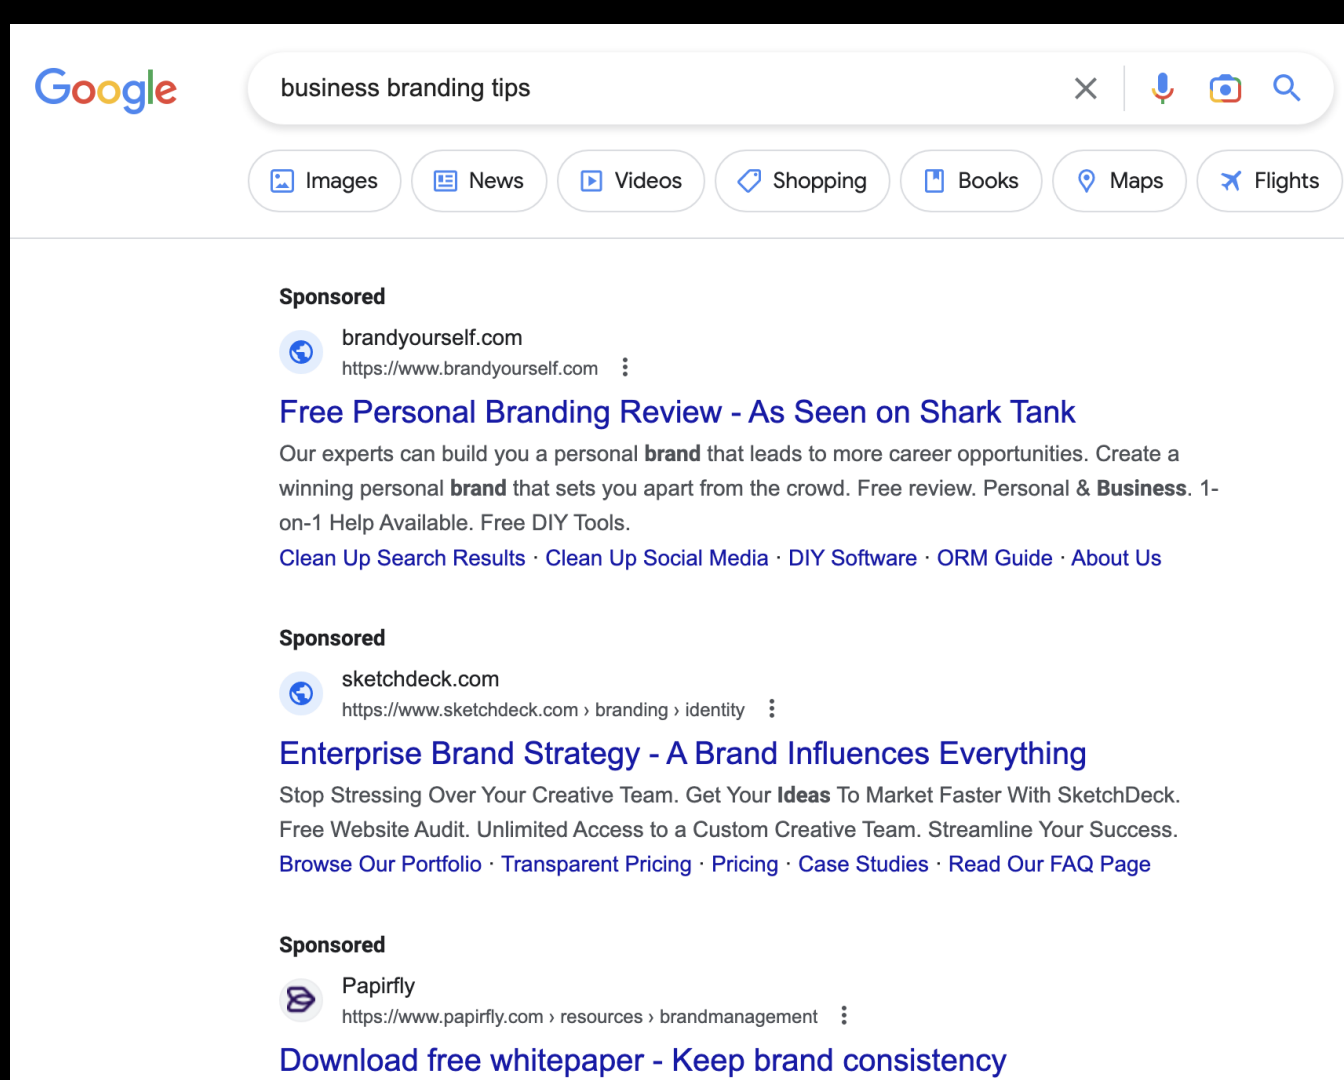 Google
business branding tips
Images News Videos Shopping Books Maps Flights
Sponsored
brandyourself.com
https://www.brandyourself.com
Free Personal Branding Review - As Seen on Shark Tank
Our experts can build you a personal brand that leads to more career opportunities. Create a
winning personal brand that sets you apart from the crowd. Free review. Personal & Business. 1-
on-1 Help Available. Free DIY Tools.
Clean Up Search Results · Clean Up Social Media · DIY Software · ORM Guide · About Us
Sponsored
sketchdeck.com
https://www.sketchdeck.com › branding › identity
Enterprise Brand Strategy - A Brand Influences Everything
Stop Stressing Over Your Creative Team. Get Your Ideas To Market Faster With SketchDeck.
Free Website Audit. Unlimited Access to a Custom Creative Team. Streamline Your Success.
Browse Our Portfolio · Transparent Pricing · Pricing · Case Studies · Read Our FAQ Page
Sponsored
Papirfly
https://www.papirfly.com › resources › brandmanagement
Download free whitepaper - Keep brand consistency